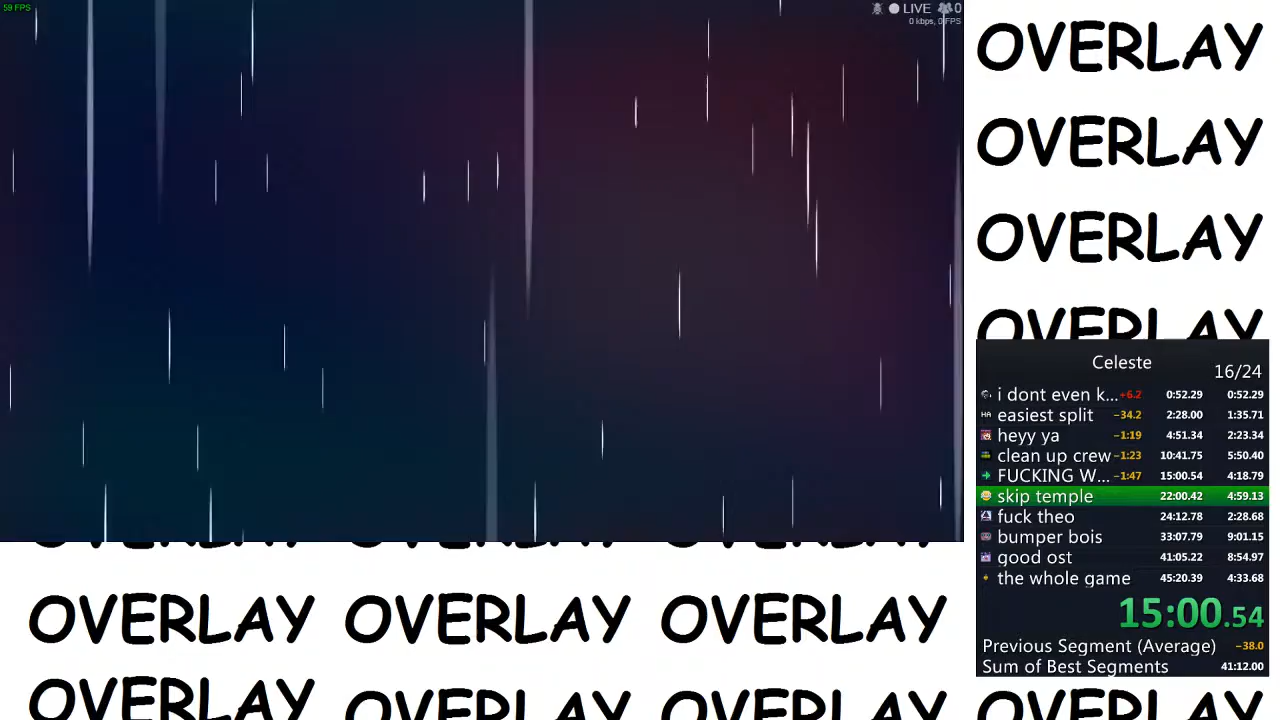 59 FPS
LIVE 0
0 kbps, 0 FPS
OVERLAY
OVERLAY
OVERLAY
OVERLAY
Celeste
16/24
i dont even k... +6.2 0:52.29 0:52.29
easiest split −34.2 2:28.00 1:35.71
heyy ya −1:19 4:51.34 2:23.34
clean up crew −1:23 10:41.75 5:50.40
FUCKING W... −1:47 15:00.54 4:18.79
skip temple 22:00.42 4:59.13
fuck theo 24:12.78 2:28.68
bumper bois 33:07.79 9:01.15
good ost 41:05.22 8:54.97
the whole game 45:20.39 4:33.68
15:00.54
Previous Segment (Average) −38.0
Sum of Best Segments 41:12.00
OVERLAY OVERLAY OVERLAY
OVERLAY OVERLAY OVERLAY OVERLAY